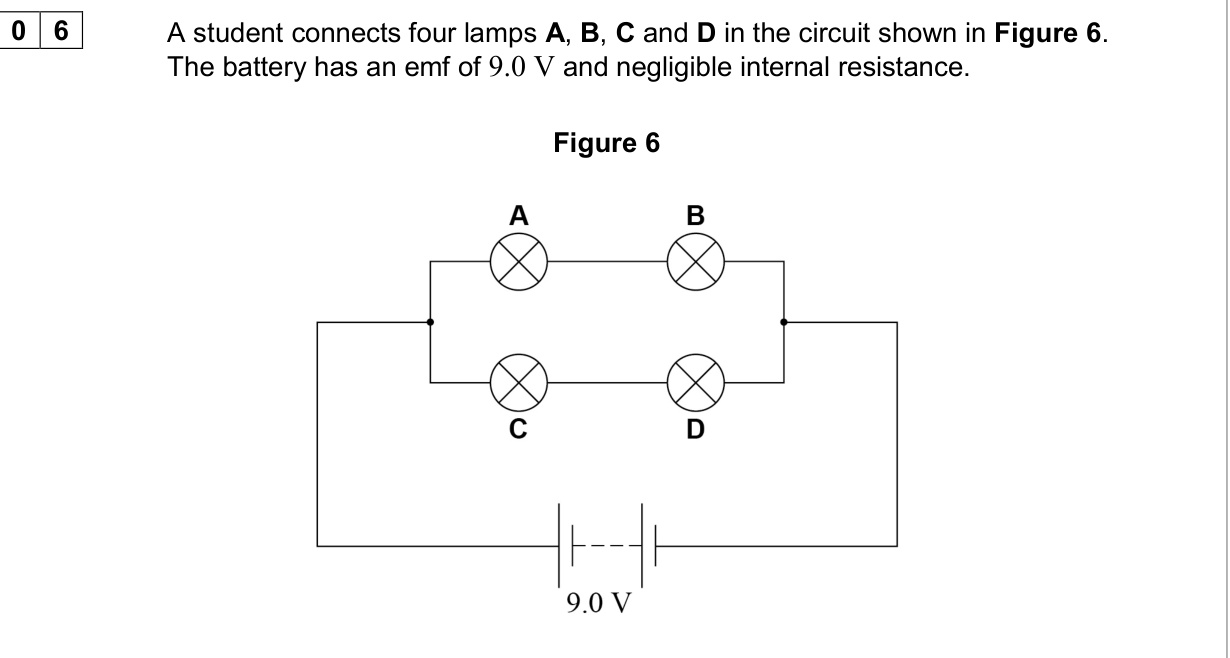 0 6
A student connects four lamps A, B, C and D in the circuit shown in Figure 6.
The battery has an emf of 9.0 V and negligible internal resistance.
Figure 6
A
B
C
D
9.0 V